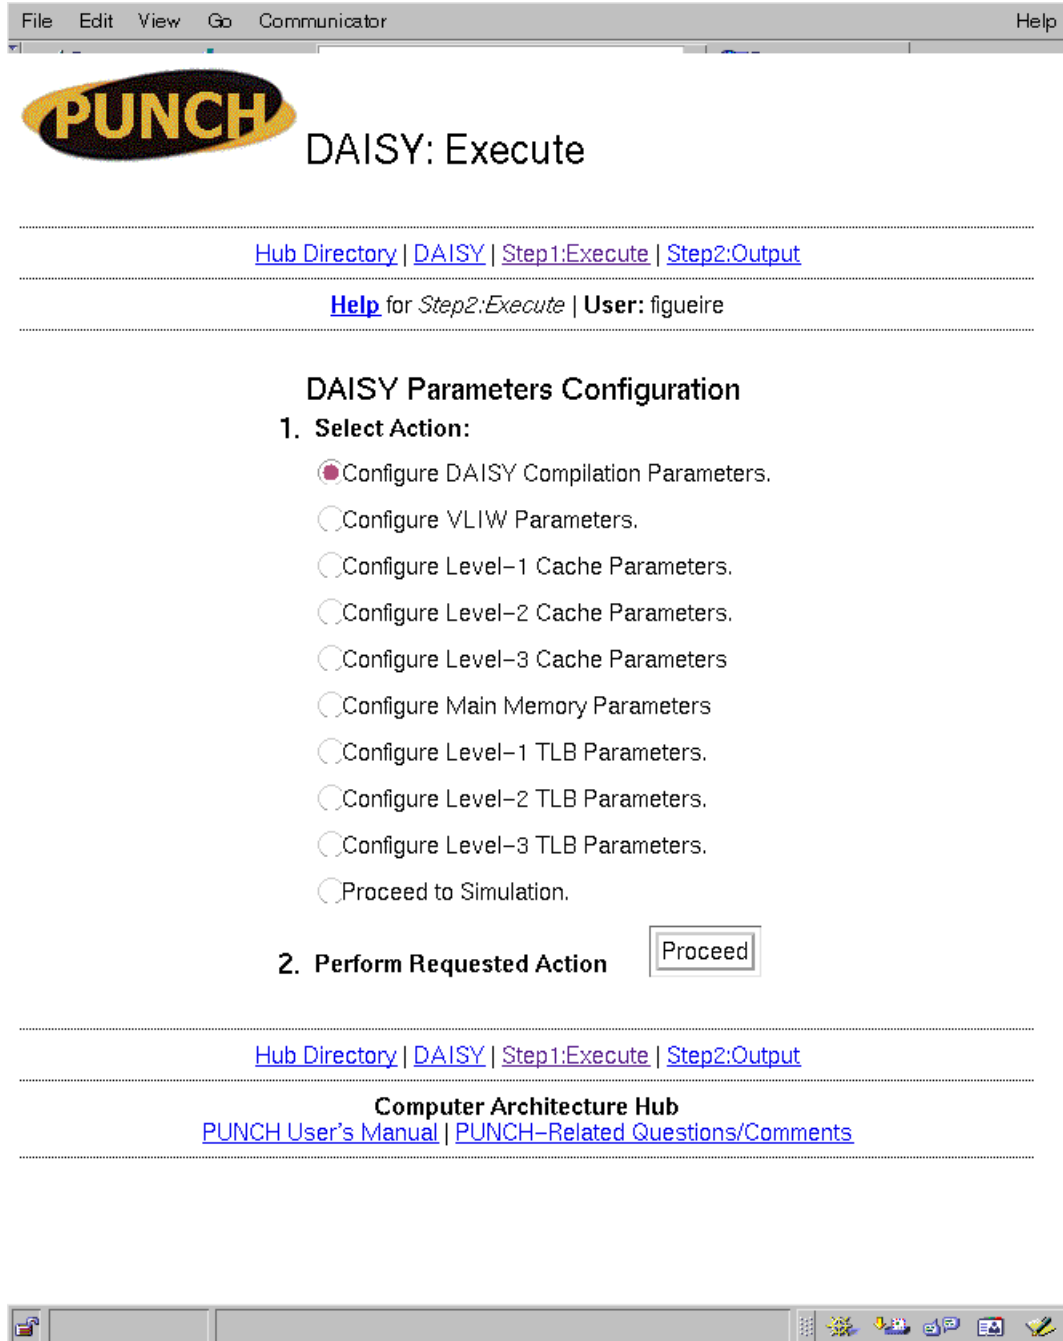 File Edit View Go Communicator Help
PUNCH
DAISY: Execute
Hub Directory | DAISY | Step1:Execute | Step2:Output
Help for Step2:Execute | User: figueire
DAISY Parameters Configuration
1. Select Action:
Configure DAISY Compilation Parameters.
Configure VLIW Parameters.
Configure Level-1 Cache Parameters.
Configure Level-2 Cache Parameters.
Configure Level-3 Cache Parameters
Configure Main Memory Parameters
Configure Level-1 TLB Parameters.
Configure Level-2 TLB Parameters.
Configure Level-3 TLB Parameters.
Proceed to Simulation.
2. Perform Requested Action Proceed
Hub Directory | DAISY | Step1:Execute | Step2:Output
Computer Architecture Hub
PUNCH User's Manual | PUNCH-Related Questions/Comments